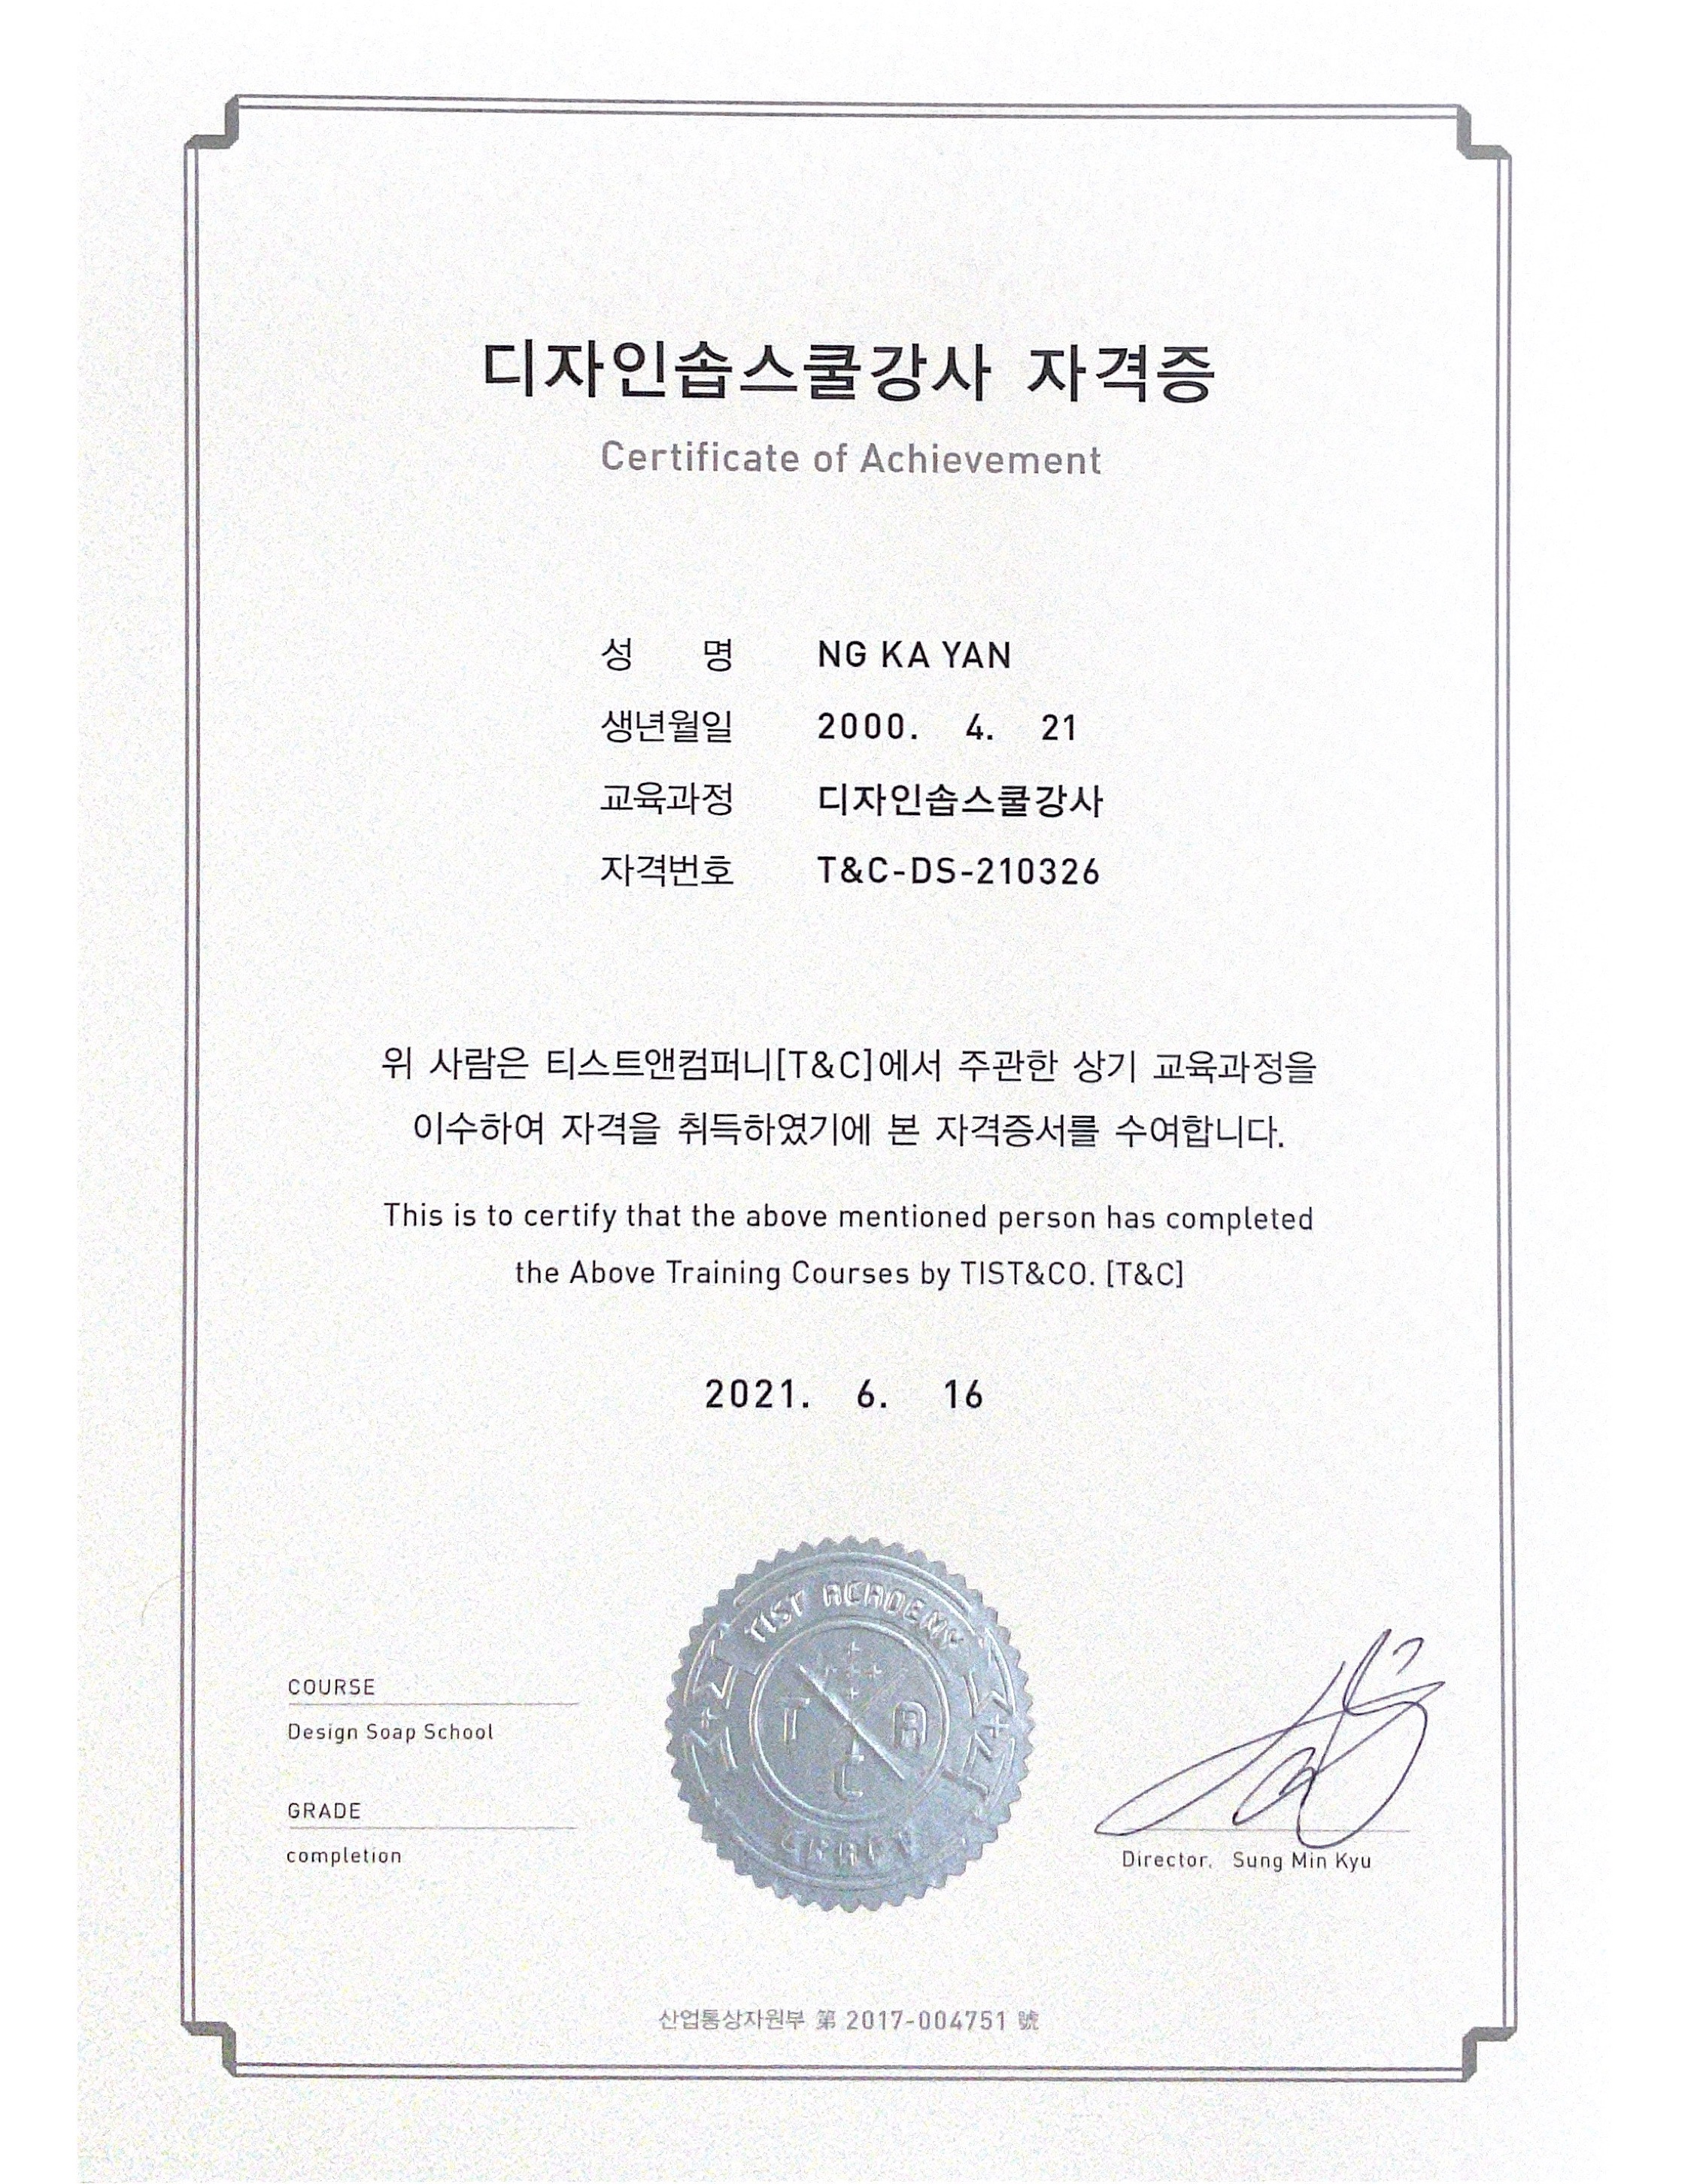 디자인솝스쿨강사 자격증
Certificate of Achievement
성 명 NG KA YAN
생년월일 2000. 4. 21
교육과정 디자인솝스쿨강사
자격번호 T&C-DS-210326
위 사람은 티스트앤컴퍼니[T&C]에서 주관한 상기 교육과정을
이수하여 자격을 취득하였기에 본 자격증서를 수여합니다.
This is to certify that the above mentioned person has completed
the Above Training Courses by TIST&CO. [T&C]
2021. 6. 16
TIST ACADEMY
T A
C
COURSE
Design Soap School
GRADE
completion
Director. Sung Min Kyu
산업통상자원부 第 2017-004751 號